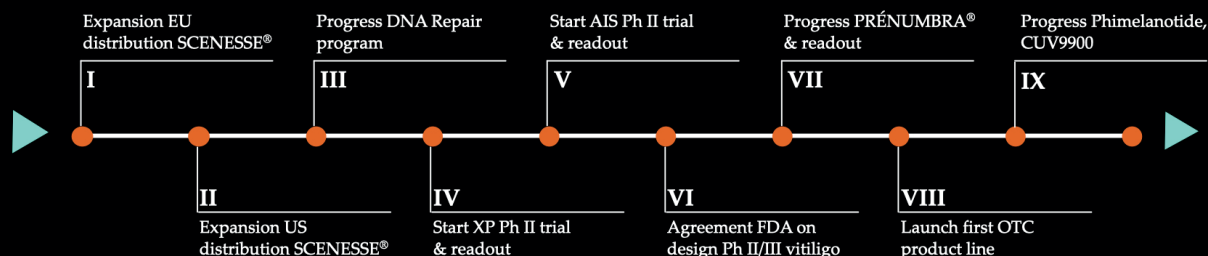 Expansion EU
distribution SCENESSE®
I
II
Expansion US
distribution SCENESSE®
Progress DNA Repair
program
III
IV
Start XP Ph II trial
& readout
Start AIS Ph II trial
& readout
V
VI
Agreement FDA on
design Ph II/III vitiligo
Progress PRÉNUMBRA®
& readout
VII
VIII
Launch first OTC
product line
Progress Phimelanotide,
CUV9900
IX